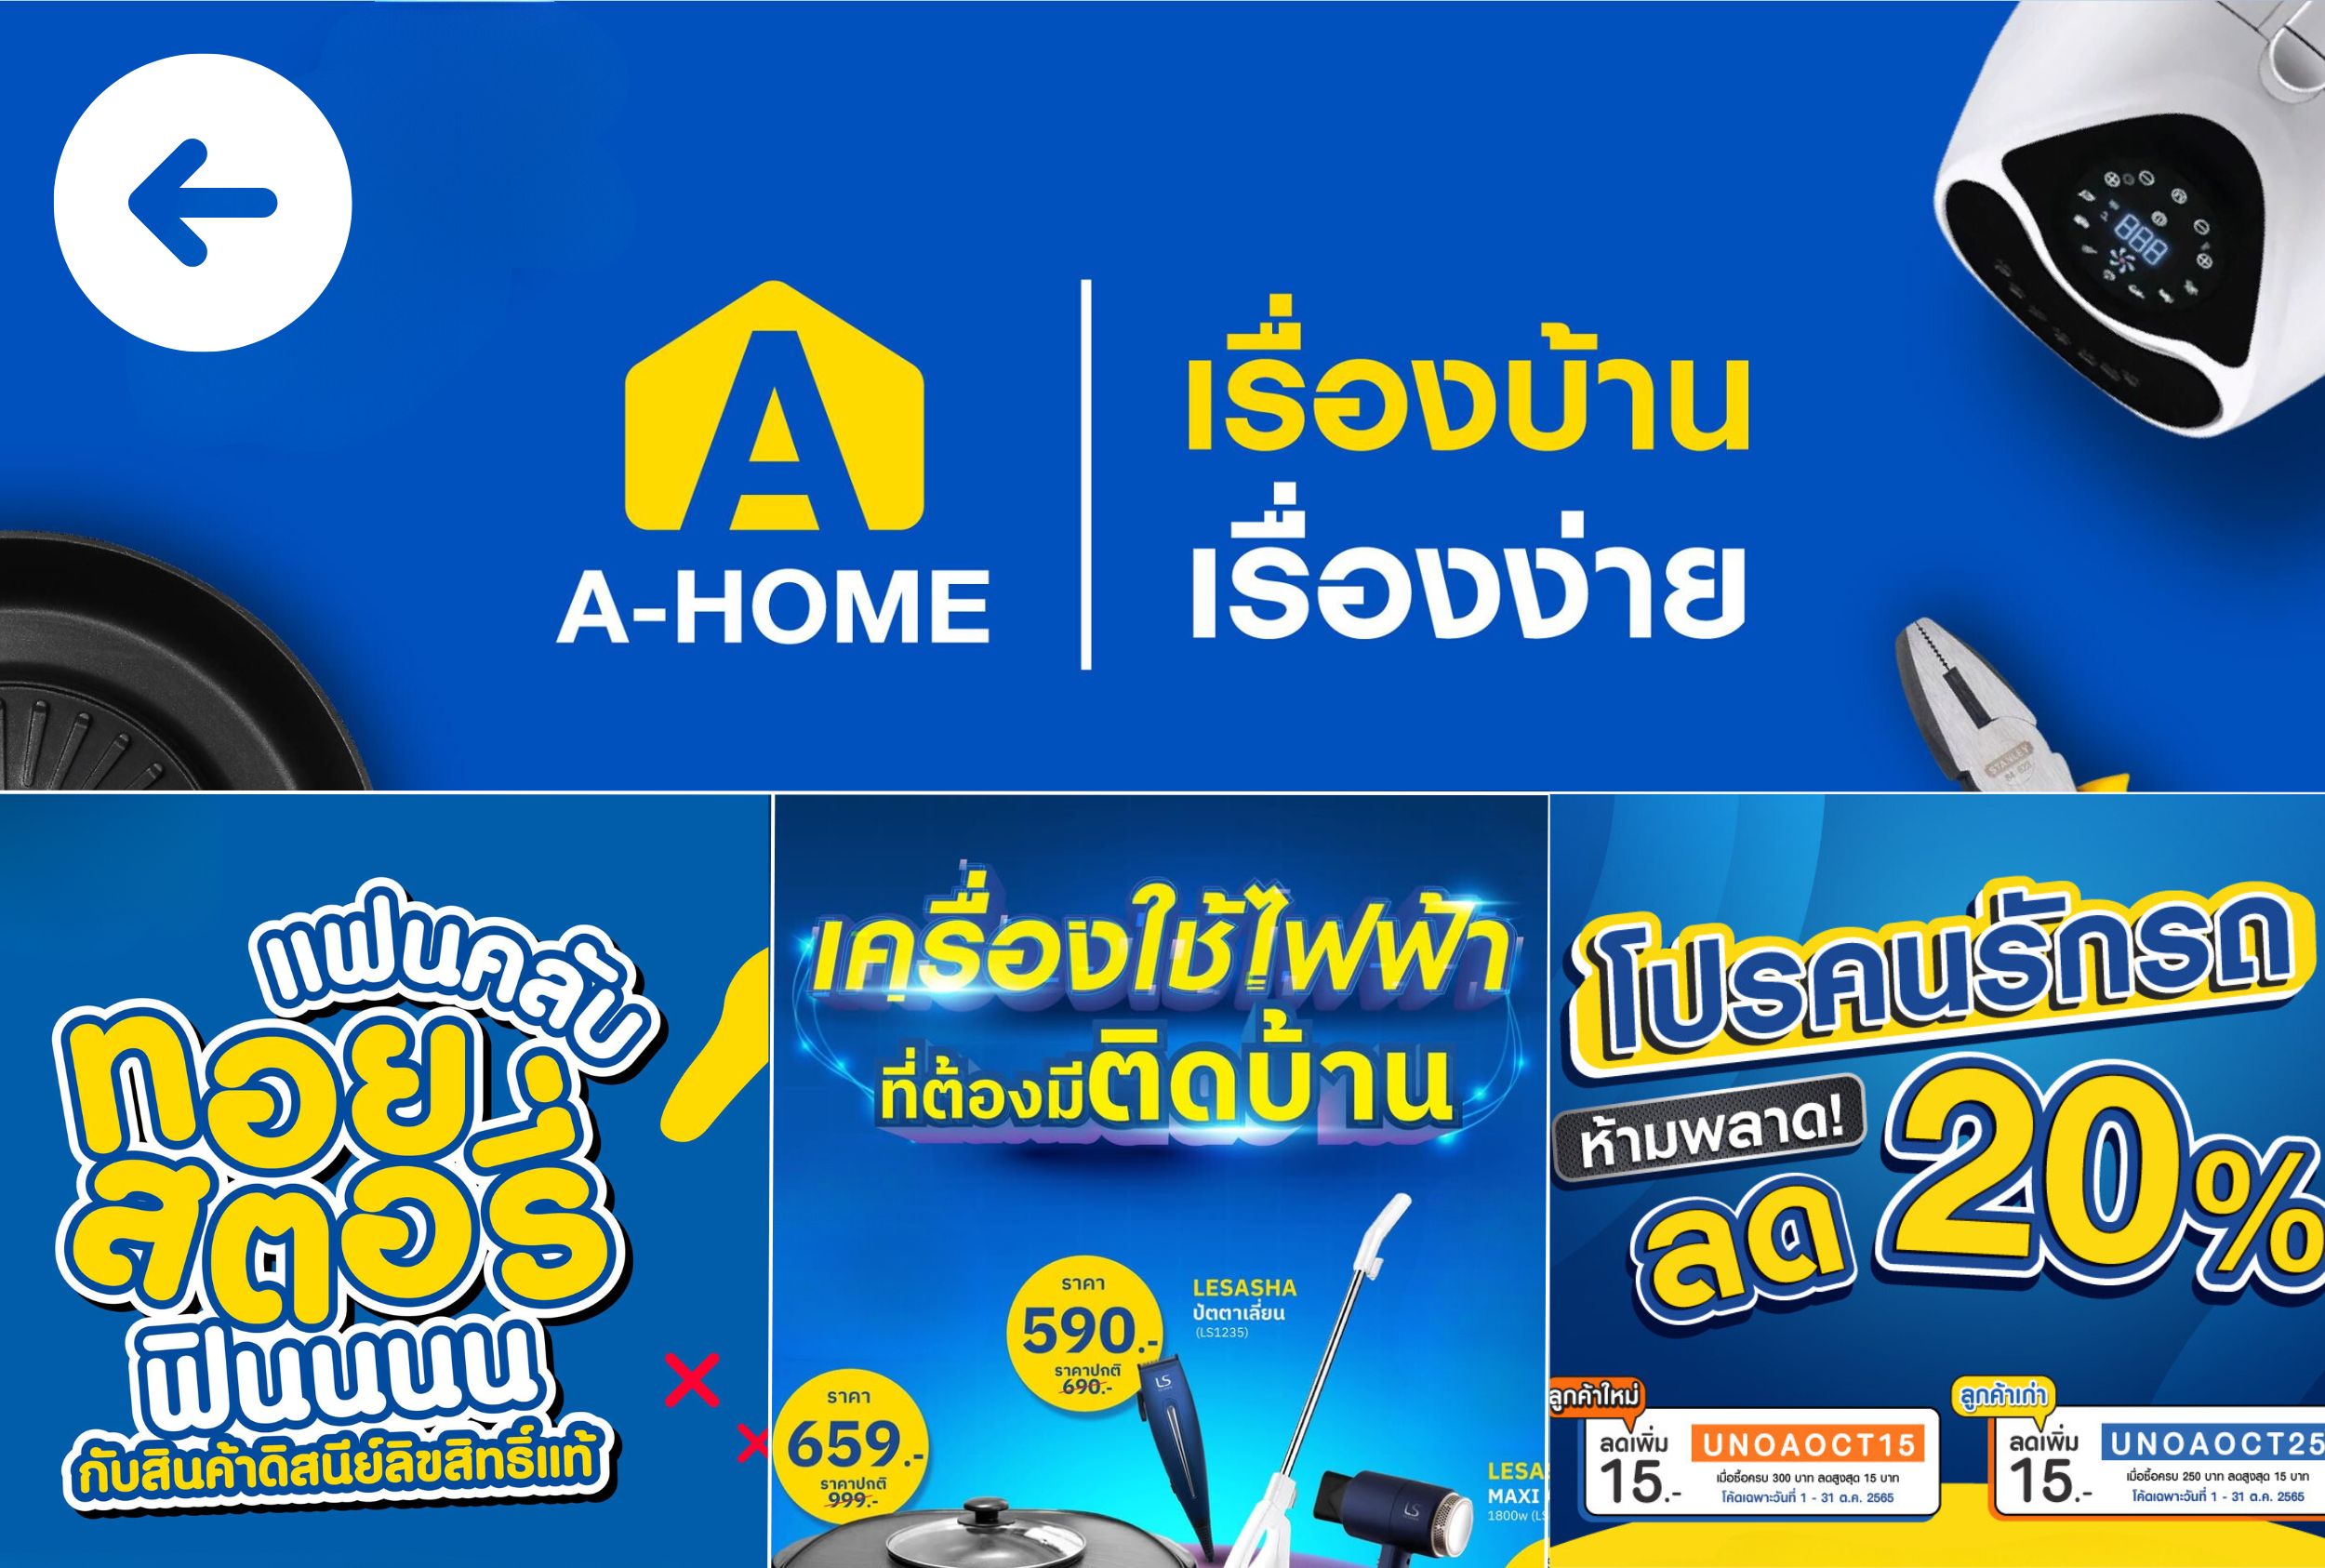 A-HOME
เรื่องบ้าน
เรื่องง่าย
888
STANLEY
แฟนคลับ
ทอย
สตอรี่
ฟินนนนน
กับสินค้าดิสนีย์ลิขสิทธิ์แท้
เครื่องใช้ไฟฟ้า
ที่ต้องมีติดบ้าน
ราคา
590.-
ราคาปกติ
690.-
LESASHA
ปัตตาเลี่ยน
(LS1235)
LS
ราคา
659.-
ราคาปกติ
999.-
LS
LESA
MAXI
1800w (LS
โปรคนรักรถ
ห้ามพลาด!
ลด 20%
ลูกค้าใหม่
ลดเพิ่ม
15.-
UNOAOCT15
เมื่อซื้อครบ 300 บาท ลดสูงสุด 15 บาท
โค้ดเฉพาะวันที่ 1 - 31 ต.ค. 2565
ลูกค้าเก่า
ลดเพิ่ม
15.-
UNOAOCT25
เมื่อซื้อครบ 250 บาท ลดสูงสุด 15 บาท
โค้ดเฉพาะวันที่ 1 - 31 ต.ค. 2565